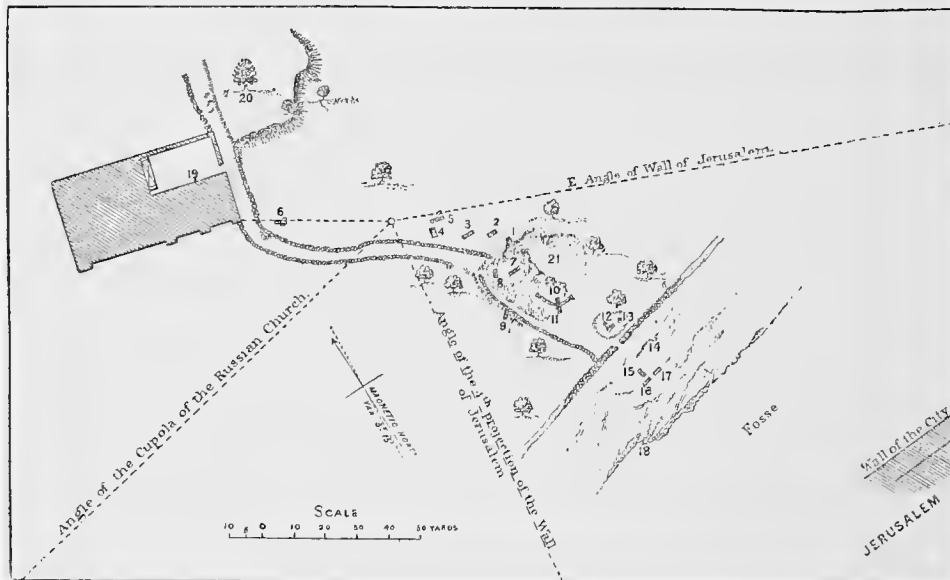 20
E Angle of Wall of Jerusalem.
19
6
5
4
3
2
1
21
7
8
10
11
9
12
13
14
15
17
16
18
Angle of the Cupola of the Russian Church
Angle of the 4th projection of the Wall
of Jerusalem
MAGNETIC NORTH
Fosse
Wall of the City
JERUSALEM
SCALE
10 5 0 10 20 30 40 50 YARDS